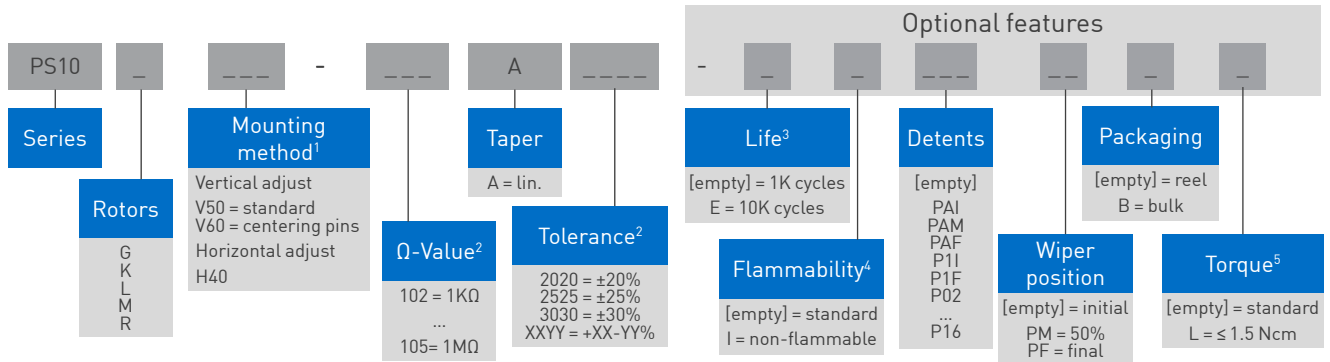 Optional features
PS10 _ _ _ _ - _ _ _ A _ _ _ _ - _ _ _ _ _ _ _ _ _
Series
Rotors
G
K
L
M
R
Mounting
method1
Vertical adjust
V50 = standard
V60 = centering pins
Horizontal adjust
H40
Ω-Value2
102 = 1KΩ
...
105= 1MΩ
Taper
A = lin.
Tolerance2
2020 = ±20%
2525 = ±25%
3030 = ±30%
XXYY = +XX-YY%
Life3
[empty] = 1K cycles
E = 10K cycles
Flammability4
[empty] = standard
I = non-flammable
Detents
[empty]
PAI
PAM
PAF
P1I
P1F
P02
...
P16
Wiper
position
[empty] = initial
PM = 50%
PF = final
Packaging
[empty] = reel
B = bulk
Torque5
[empty] = standard
L = ≤ 1.5 Ncm